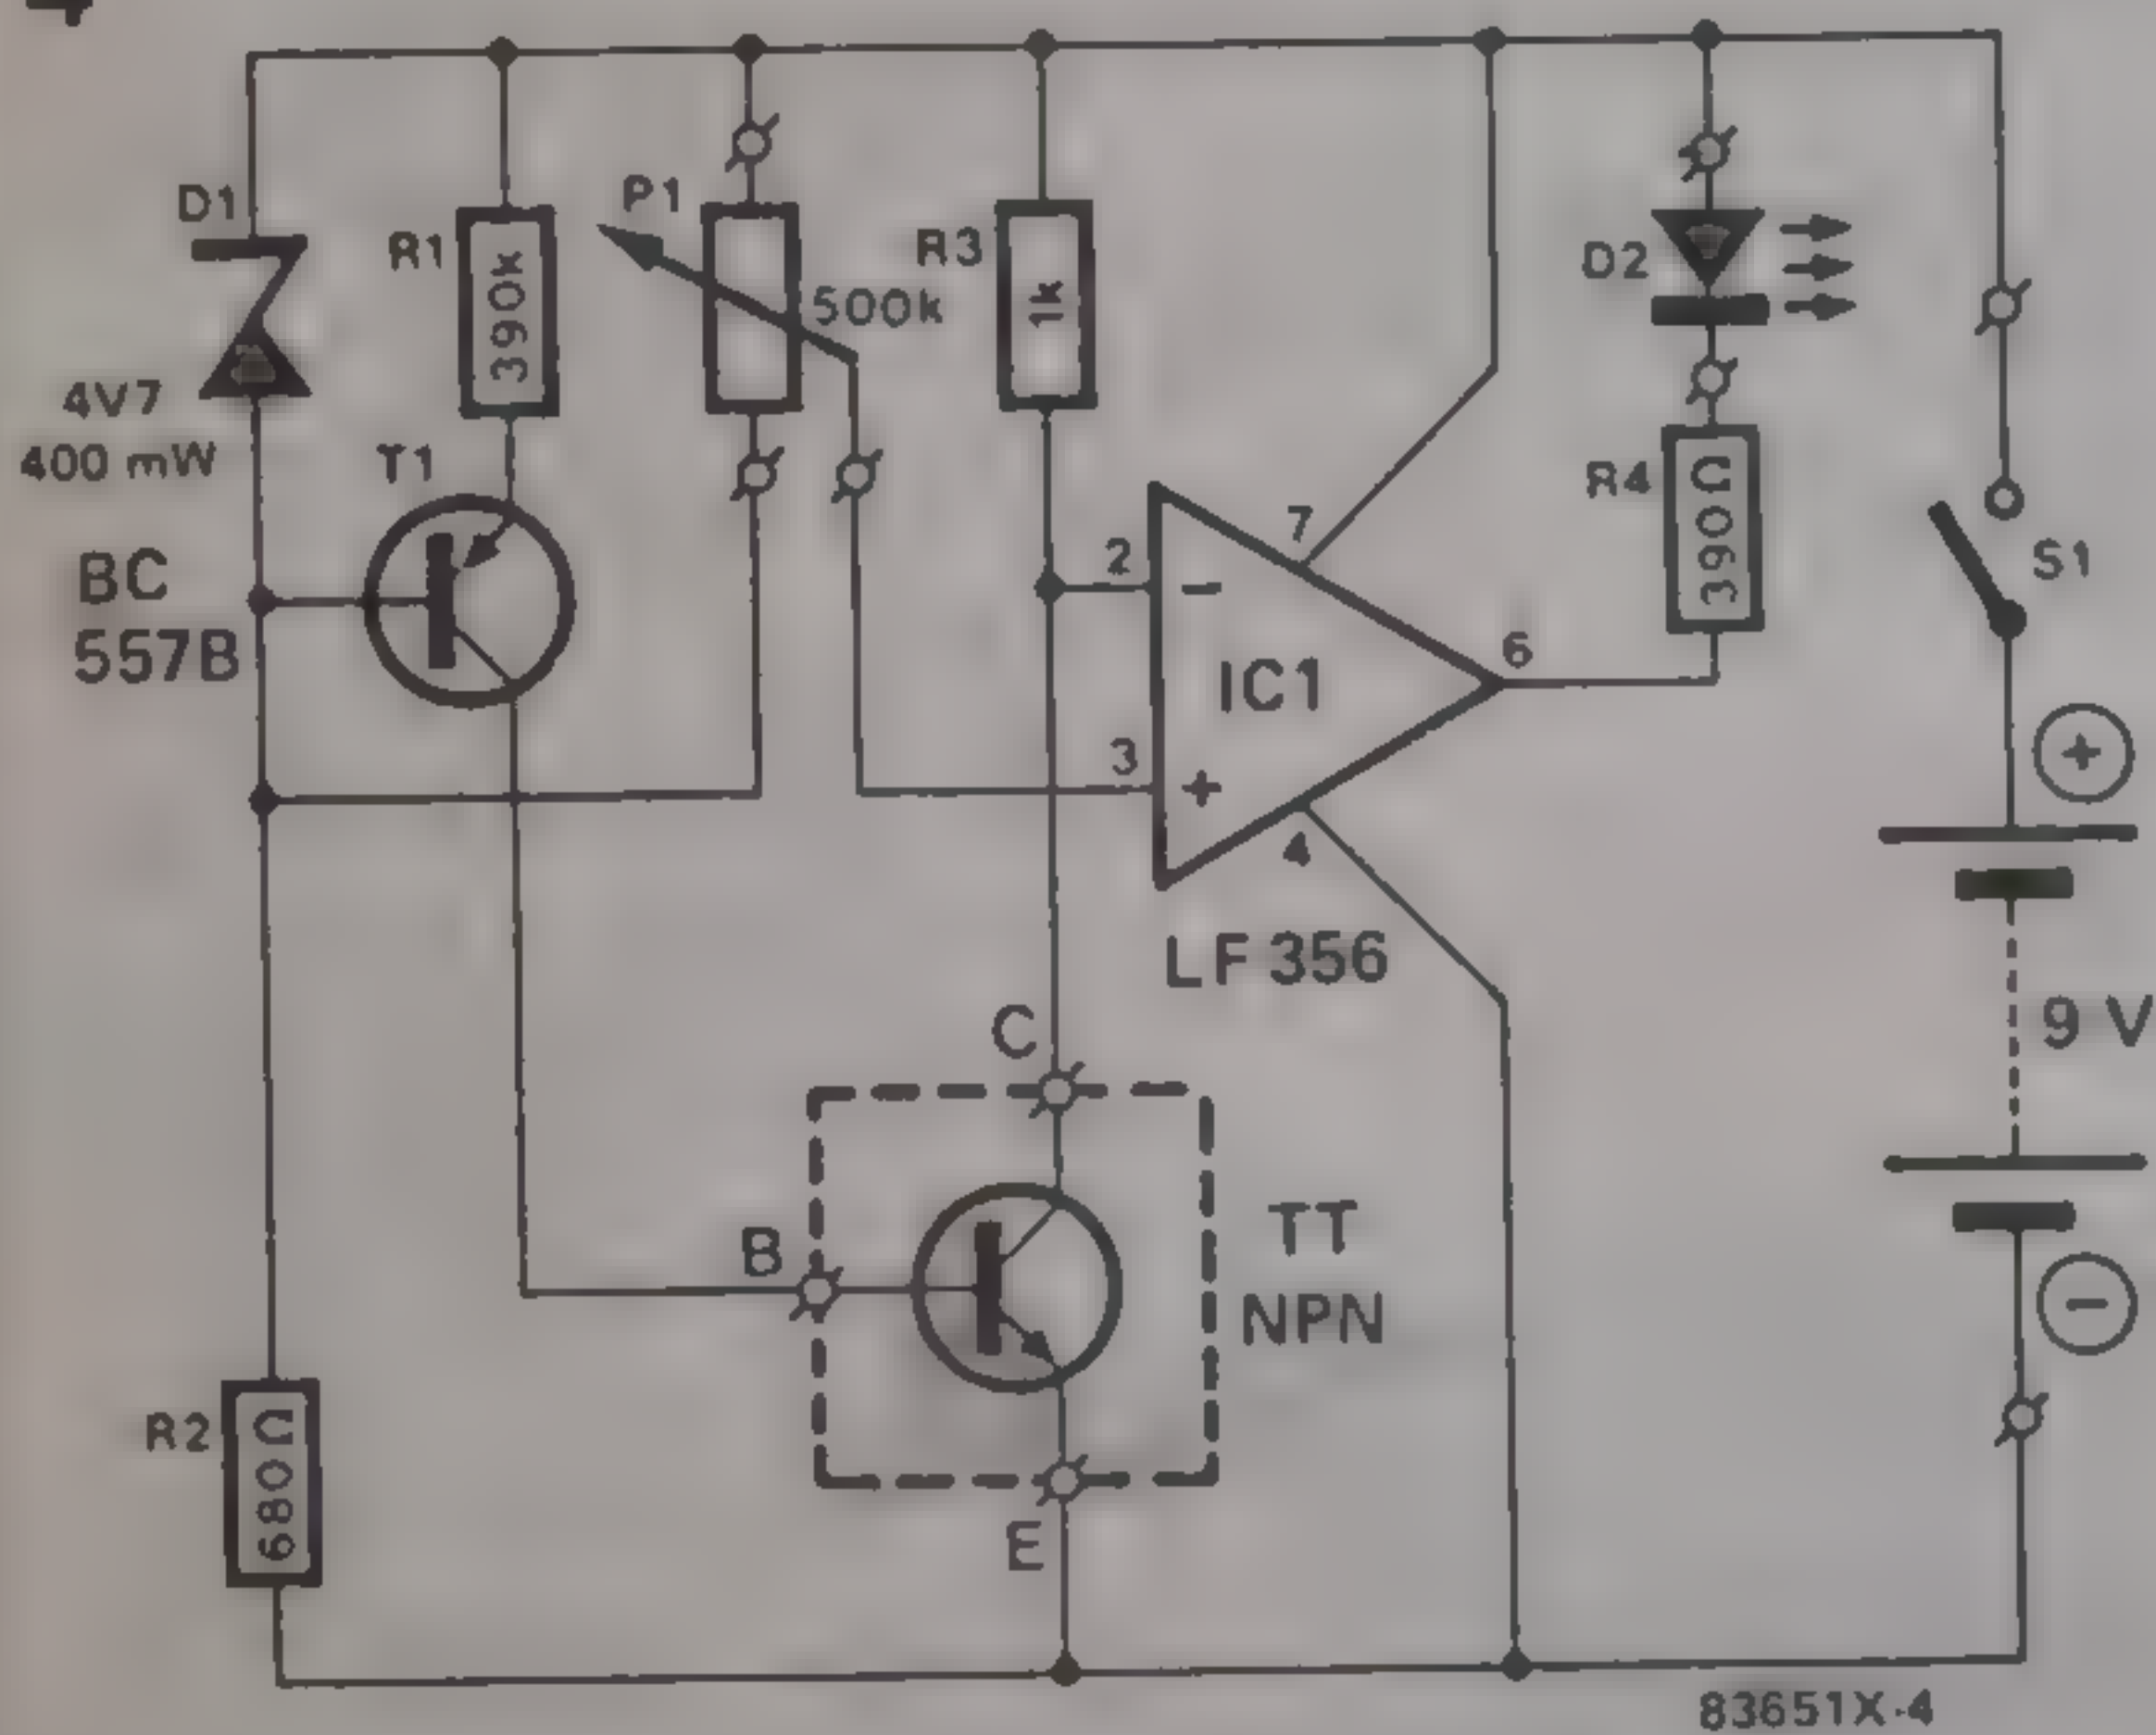 D1
4V7
400 mW
R1
390k
P1
500k
R3
1k
T1
BC
557B
2
-
3
+
7
IC1
6
4
LF 356
D2
R4
390Ω
S1
+
9 V
-
C
B
E
TT
NPN
R2
680Ω
83651X-4